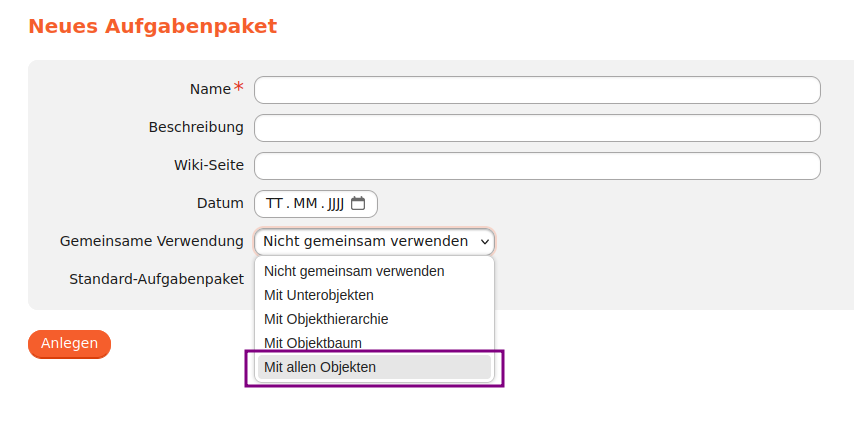 Neues Aufgabenpaket
Name*
Beschreibung
Wiki-Seite
Datum TT.MM.JJJJ
Gemeinsame Verwendung Nicht gemeinsam verwenden
Nicht gemeinsam verwenden
Standard-Aufgabenpaket
Mit Unterobjekten
Mit Objekthierarchie
Mit Objektbaum
Anlegen
Mit allen Objekten